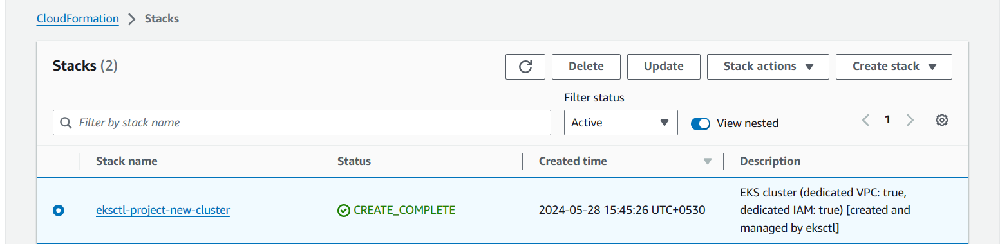 CloudFormation > Stacks
Stacks (2)
Delete
Update
Stack actions
Create stack
Filter status
Filter by stack name
Active
View nested
1
Stack name
Status
Created time
Description
eksctl-project-new-cluster
CREATE_COMPLETE
2024-05-28 15:45:26 UTC+0530
EKS cluster (dedicated VPC: true,
dedicated IAM: true) [created and
managed by eksctl]